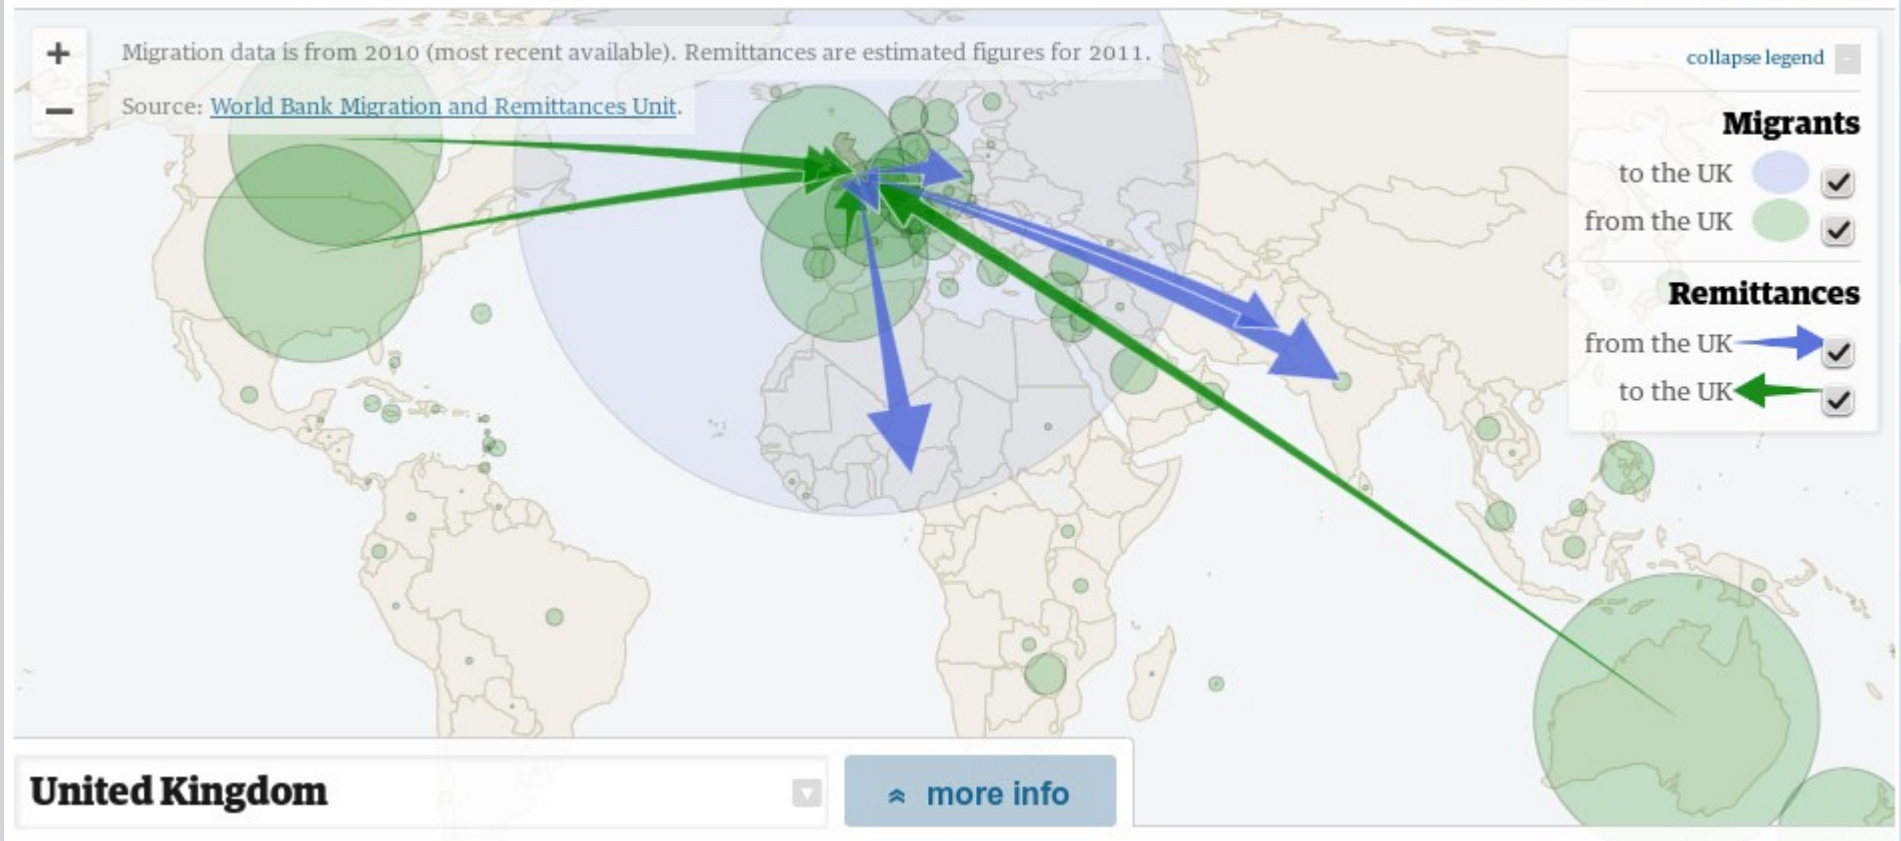 +
Migration data is from 2010 (most recent available). Remittances are estimated figures for 2011.
−
Source: World Bank Migration and Remittances Unit.
collapse legend -
Migrants
to the UK
from the UK
Remittances
from the UK
to the UK
United Kingdom
more info